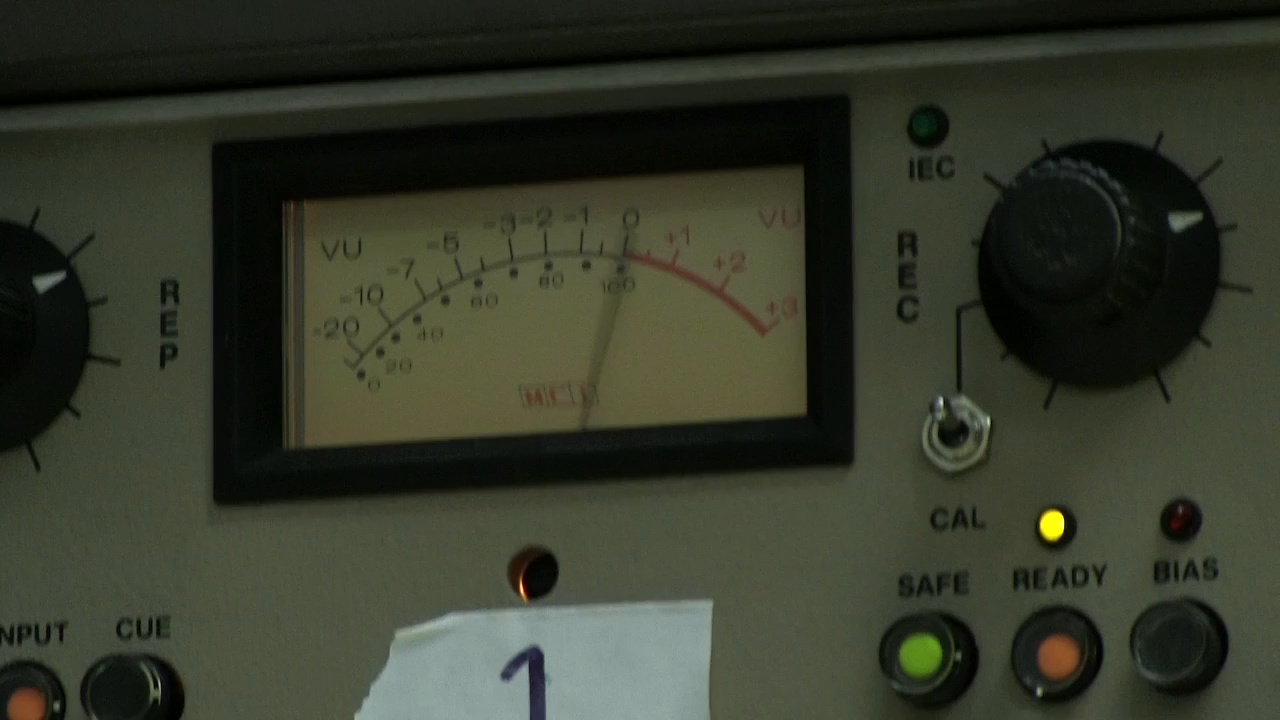 IEC
REC
REP
VU
VU
-20 -10 -7 -5 -3 -2 -1 0 +1 +2 +3
0 20 40 60 80 100
MCI
CAL
SAFE
READY
BIAS
CUE
1